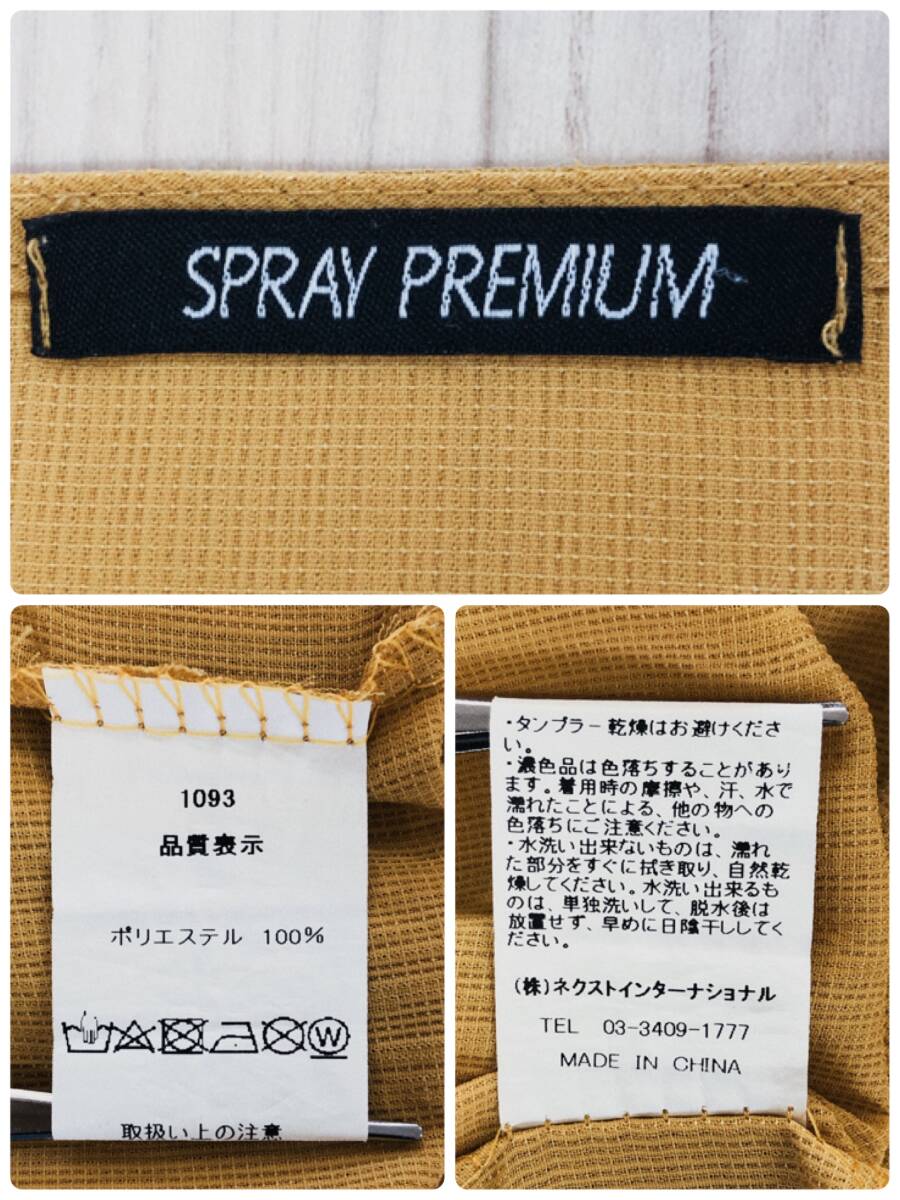 SPRAY PREMIUM
1093
品質表示
ポリエステル 100%
W
取扱い上の注意
・タンブラー乾燥はお避けくださ
い。
・濃色品は色落ちすることがあり
ます。着用時の摩擦や、汗、水で
濡れたことによる、他の物への
色落ちにご注意ください。
・水洗い出来ないものは、濡れ
た部分をすぐに拭き取り、自然乾
燥してください。水洗い出来るも
のは、単独洗いして、脱水後は
放置せず、早めに日陰干ししてく
ださい。
(株)ネクストインターナショナル
TEL 03-3409-1777
MADE IN CHINA